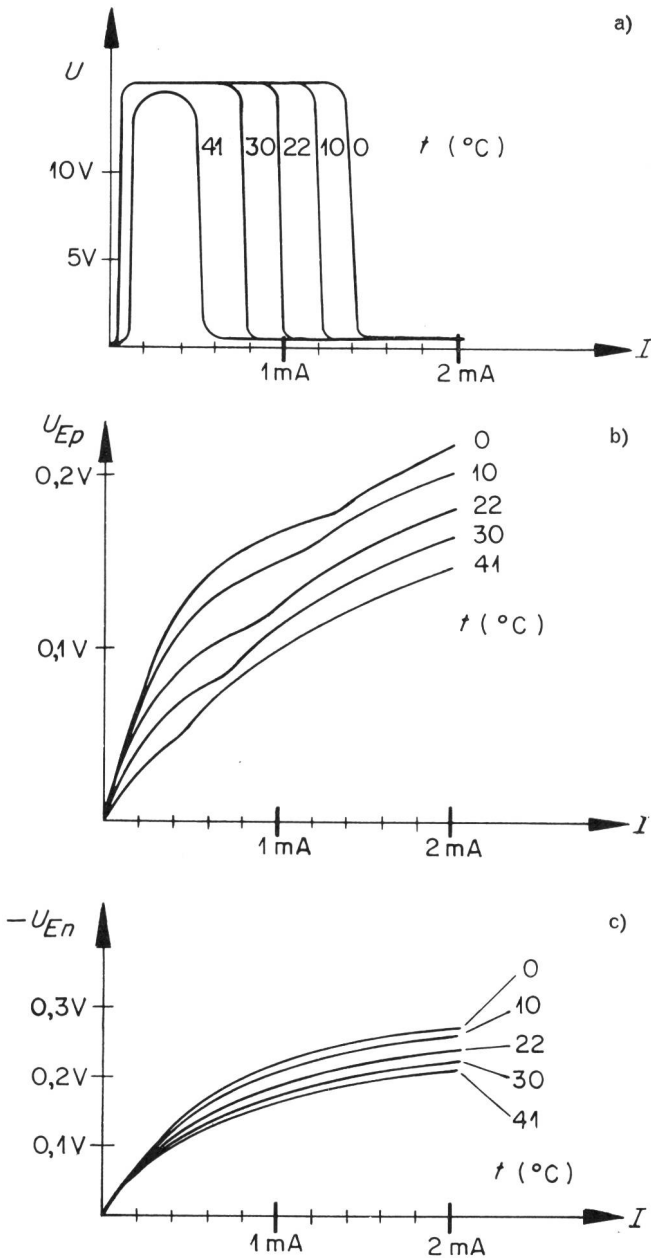 a)
U
10V
5V
41 30 22 10 0 t (°C)
1mA 2mA I
b)
U_Ep
0,2V
0,1V
0
10
22
30
41
t (°C)
1mA 2mA I
c)
-U_En
0,3V
0,2V
0,1V
0
10
22
30
41
t (°C)
1mA 2mA I